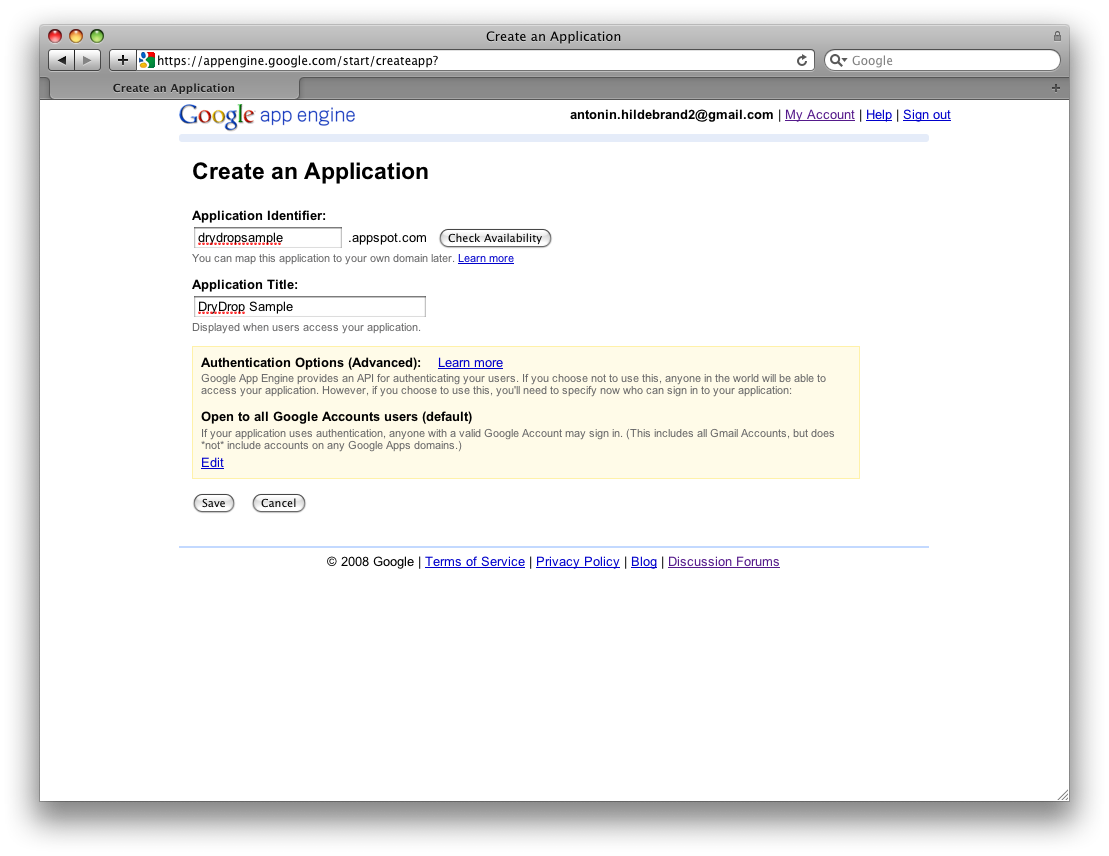 Create an Application
https://appengine.google.com/start/createapp?
Google
Create an Application
Google app engine
antonin.hildebrand2@gmail.com | My Account | Help | Sign out
Create an Application
Application Identifier:
drydropsample .appspot.com Check Availability
You can map this application to your own domain later. Learn more
Application Title:
DryDrop Sample
Displayed when users access your application.
Authentication Options (Advanced): Learn more
Google App Engine provides an API for authenticating your users. If you choose not to use this, anyone in the world will be able to
access your application. However, if you choose to use this, you'll need to specify now who can sign in to your application:
Open to all Google Accounts users (default)
If your application uses authentication, anyone with a valid Google Account may sign in. (This includes all Gmail Accounts, but does
*not* include accounts on any Google Apps domains.)
Edit
Save Cancel
© 2008 Google | Terms of Service | Privacy Policy | Blog | Discussion Forums